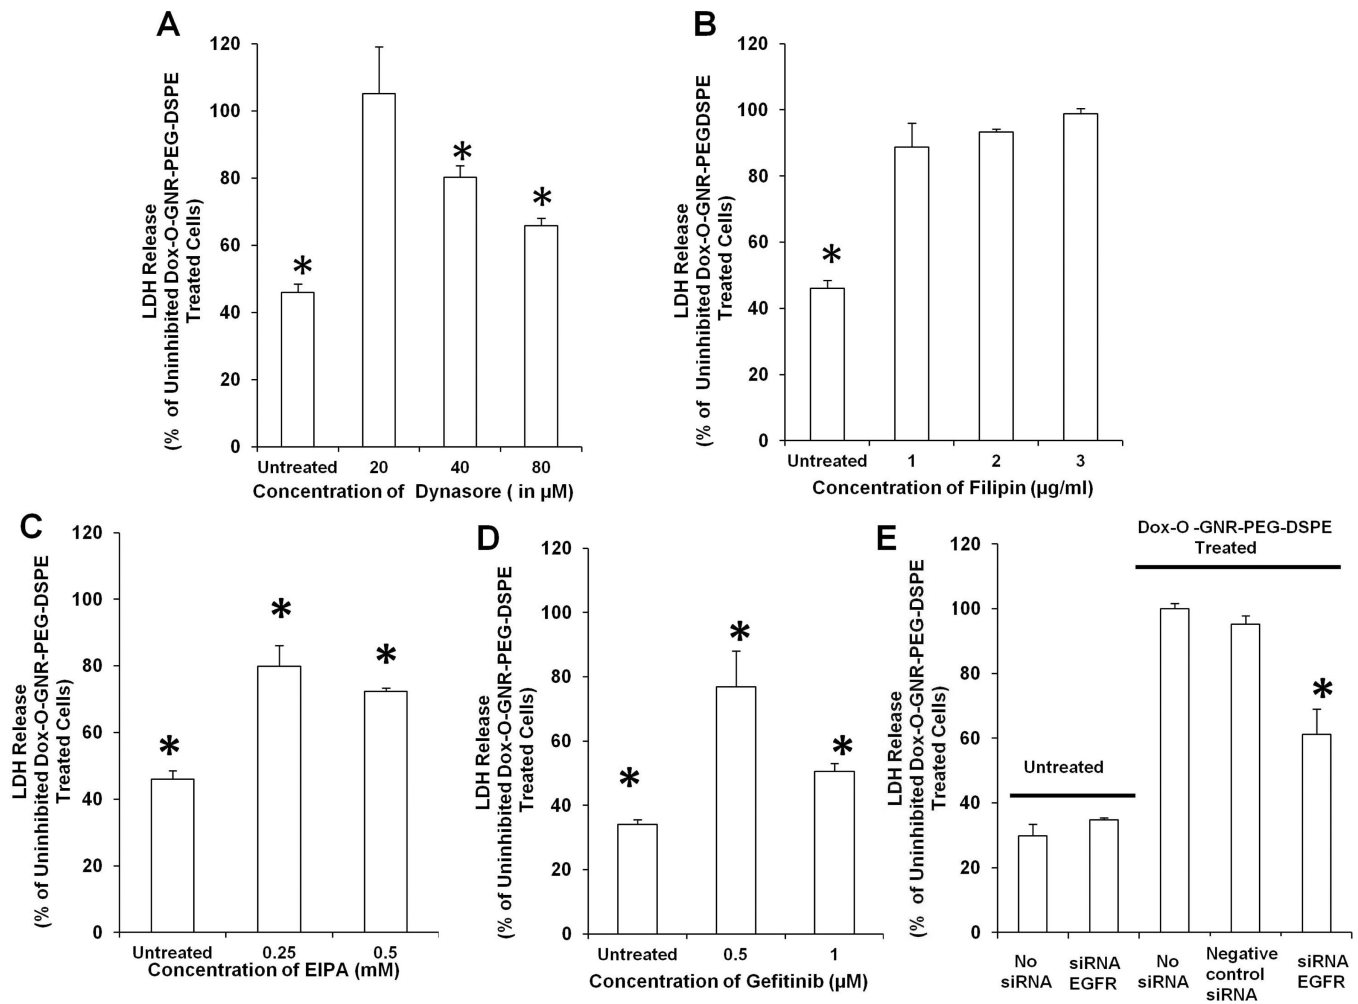 A
LDH Release
(% of Uninhibited Dox-O-GNR-PEG-DSPE
Treated Cells)
120
100
80
60
40
20
0
*
*
*
Untreated 20 40 80
Concentration of Dynasore ( in µM)
B
LDH Release
(% of Uninhibited Dox-O-GNR-PEGDSPE
Treated Cells)
120
100
80
60
40
20
0
*
Untreated 1 2 3
Concentration of Filipin (µg/ml)
C
LDH Release
(% of Uninhibited Dox-O-GNR-PEG-DSPE
Treated Cells)
120
100
80
60
40
20
0
*
*
*
Untreated 0.25 0.5
Concentration of EIPA (mM)
D
LDH Release
(% of Uninhibited Dox-O-GNR-PEG-DSPE
Treated Cells)
120
100
80
60
40
20
0
*
*
*
Untreated 0.5 1
Concentration of Gefitinib (µM)
E
Dox-O -GNR-PEG-DSPE
Treated
LDH Release
(% of Uninhibited Dox-O-GNR-PEG-DSPE
Treated Cells)
120
100
80
60
40
20
0
Untreated
*
No
siRNA
siRNA
EGFR
No
siRNA
Negative
control
siRNA
siRNA
EGFR